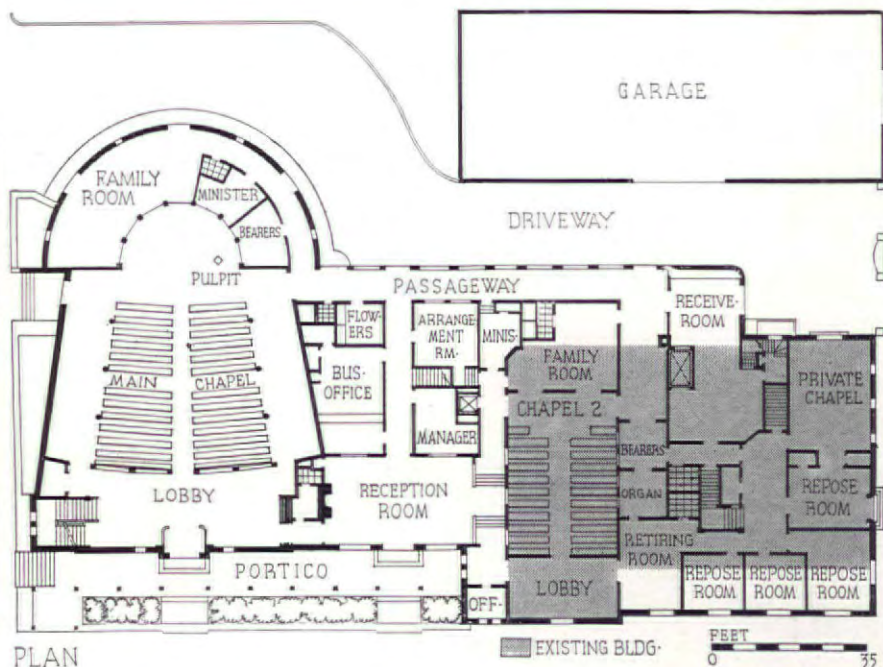 GARAGE
FAMILY
ROOM
MINISTER
BEARERS
DRIVEWAY
PULPIT
PASSAGEWAY
RECEIVE-
ROOM
FLOW-
ERS
ARRANGE-
MENT
RM.
MINIS.
FAMILY
ROOM
BUS.
OFFICE
PRIVATE
CHAPEL
MAIN CHAPEL
CHAPEL 2
MANAGER
BEARERS
REPOSE
ROOM
LOBBY
RECEPTION
ROOM
ORGAN
RETIRING
ROOM
PORTICO
LOBBY
REPOSE
ROOM
REPOSE
ROOM
REPOSE
ROOM
OFF.
PLAN
EXISTING BLDG.
FEET
0 35